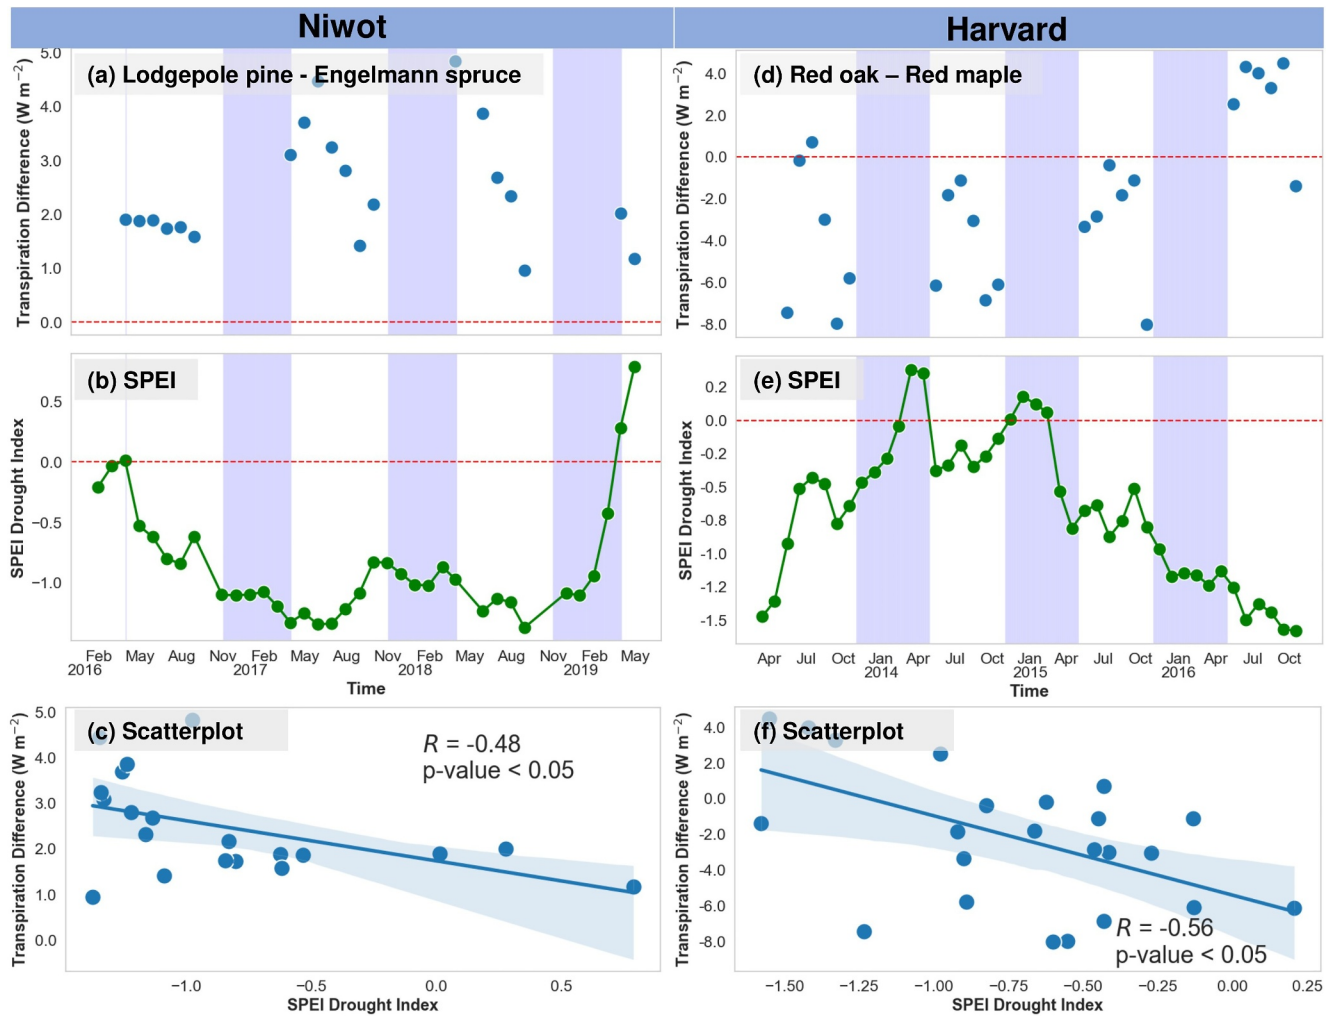 Niwot
Harvard
(a) Lodgepole pine - Engelmann spruce
Transpiration Difference (W m−2)
5.0
4.0
3.0
2.0
1.0
0.0
(d) Red oak – Red maple
Transpiration Difference (W m−2)
4.0
2.0
0.0
-2.0
-4.0
-6.0
-8.0
(b) SPEI
SPEI Drought Index
0.5
0.0
−0.5
−1.0
Feb May Aug Nov Feb May Aug Nov Feb May Aug Nov Feb May
2016 2017 2018 2019
Time
(e) SPEI
SPEI Drought Index
0.2
0.0
-0.2
-0.5
-0.8
-1.0
-1.2
-1.5
Apr Jul Oct Jan Apr Jul Oct Jan Apr Jul Oct Jan Apr Jul Oct
2014 2015 2016
Time
(c) Scatterplot
R = -0.48
p-value < 0.05
Transpiration Difference (W m−2)
5.0
4.0
3.0
2.0
1.0
0.0
−1.0 −0.5 0.0 0.5
SPEI Drought Index
(f) Scatterplot
R = -0.56
p-value < 0.05
Transpiration Difference (W m−2)
4.0
2.0
0.0
-2.0
-4.0
-6.0
-8.0
−1.50 −1.25 −1.00 −0.75 −0.50 −0.25 0.00 0.25
SPEI Drought Index